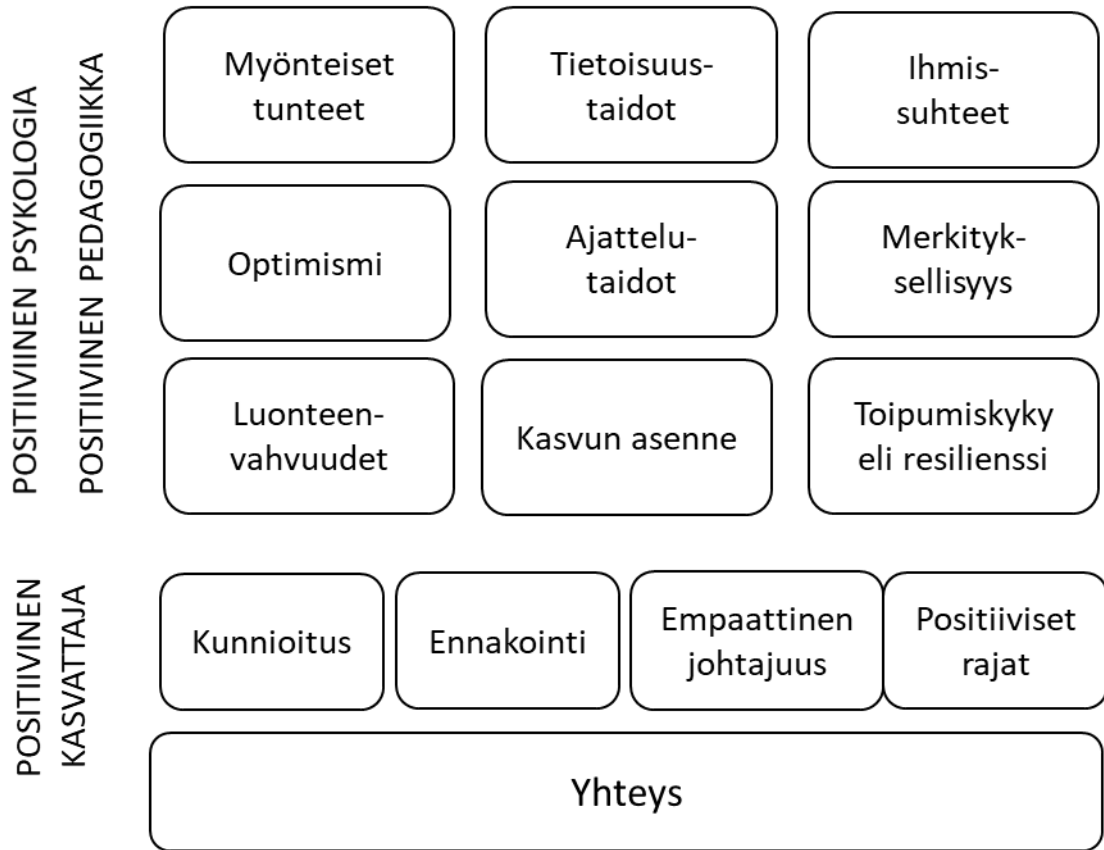 POSITIIVINEN PSYKOLOGIA
POSITIIVINEN PEDAGOGIIKKA
Myönteiset
tunteet
Tietoisuus-
taidot
Ihmis-
suhteet
Optimismi
Ajattelu-
taidot
Merkityk-
sellisyys
Luonteen-
vahvuudet
Kasvun asenne
Toipumiskyky
eli resilienssi
POSITIIVINEN
KASVATTAJA
Kunnioitus
Ennakointi
Empaattinen
johtajuus
Positiiviset
rajat
Yhteys